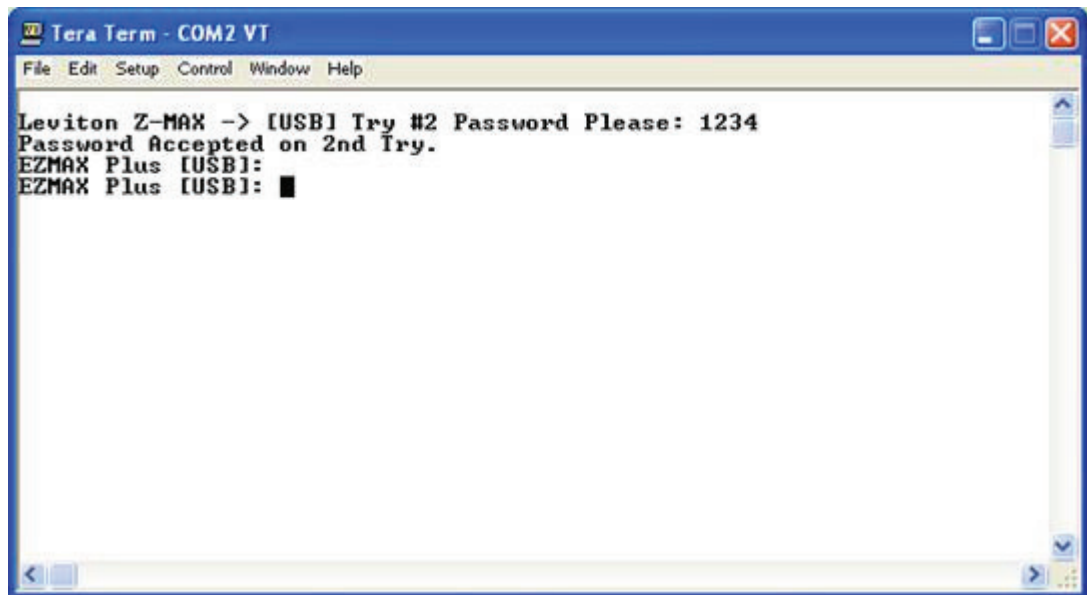 Tera Term - COM2 VT
File Edit Setup Control Window Help
Leviton Z-MAX -> [USB] Try #2 Password Please: 1234
Password Accepted on 2nd Try.
EZMAX Plus [USB]:
EZMAX Plus [USB]: